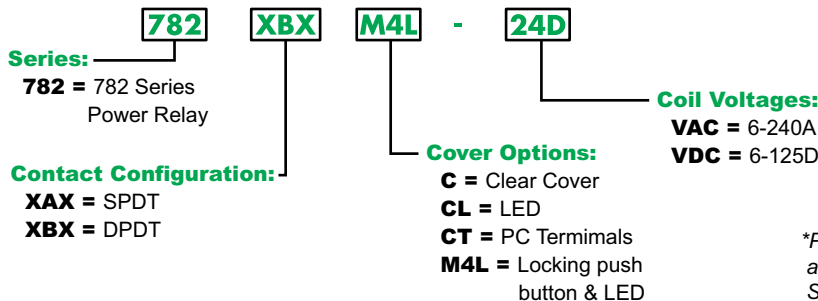 782 XBX M4L - 24D
Series:
782 = 782 Series
Power Relay
Contact Configuration:
XAX = SPDT
XBX = DPDT
Cover Options:
C = Clear Cover
CL = LED
CT = PC Termimals
M4L = Locking push
button & LED
Coil Voltages:
VAC = 6-240A
VDC = 6-125D